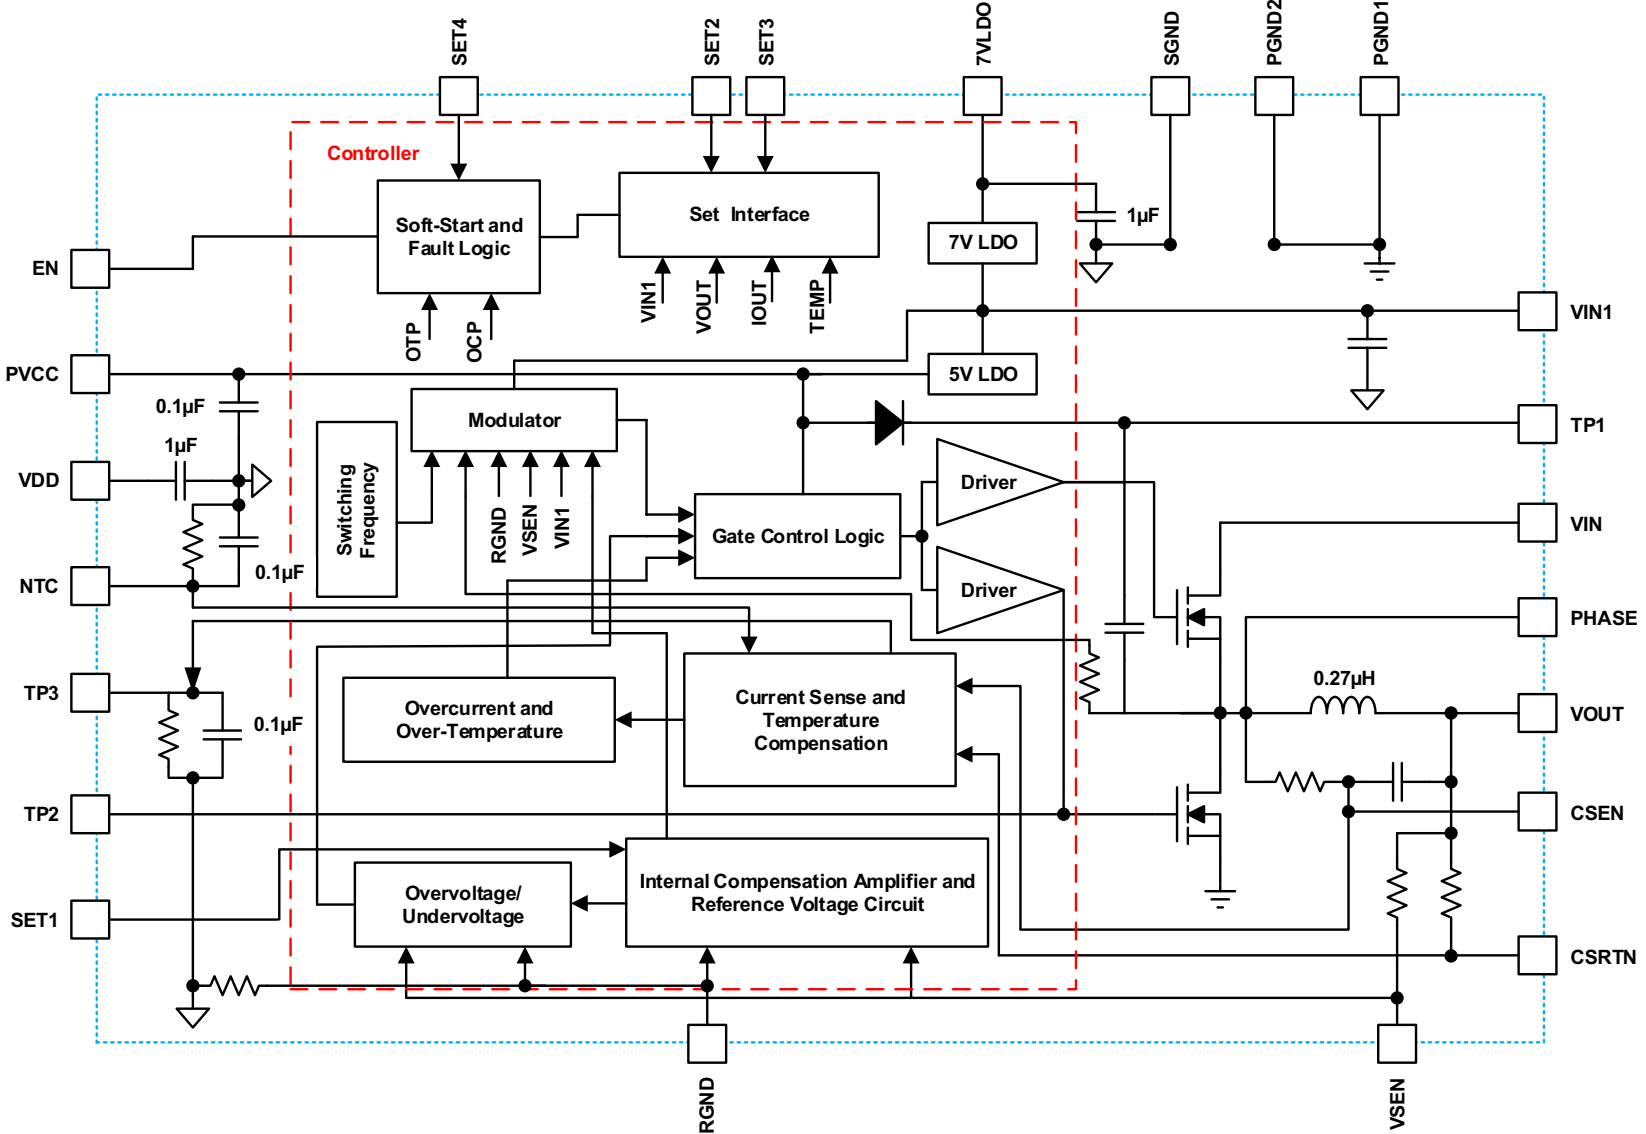 SET4
SET2
SET3
7VLDO
SGND
PGND2
PGND1
Controller
Soft-Start and
Fault Logic
Set Interface
1µF
7V LDO
EN
VIN1
VOUT
IOUT
TEMP
OTP
OCP
VIN1
PVCC
5V LDO
0.1µF
Modulator
TP1
1µF
VDD
Switching
Frequency
RGND
VSEN
VIN1
Driver
VIN
Gate Control Logic
0.1µF
NTC
Driver
PHASE
TP3
0.1µF
Overcurrent and
Over-Temperature
Current Sense and
Temperature
Compensation
0.27µH
VOUT
TP2
CSEN
SET1
Overvoltage/
Undervoltage
Internal Compensation Amplifier and
Reference Voltage Circuit
CSRTN
RGND
VSEN